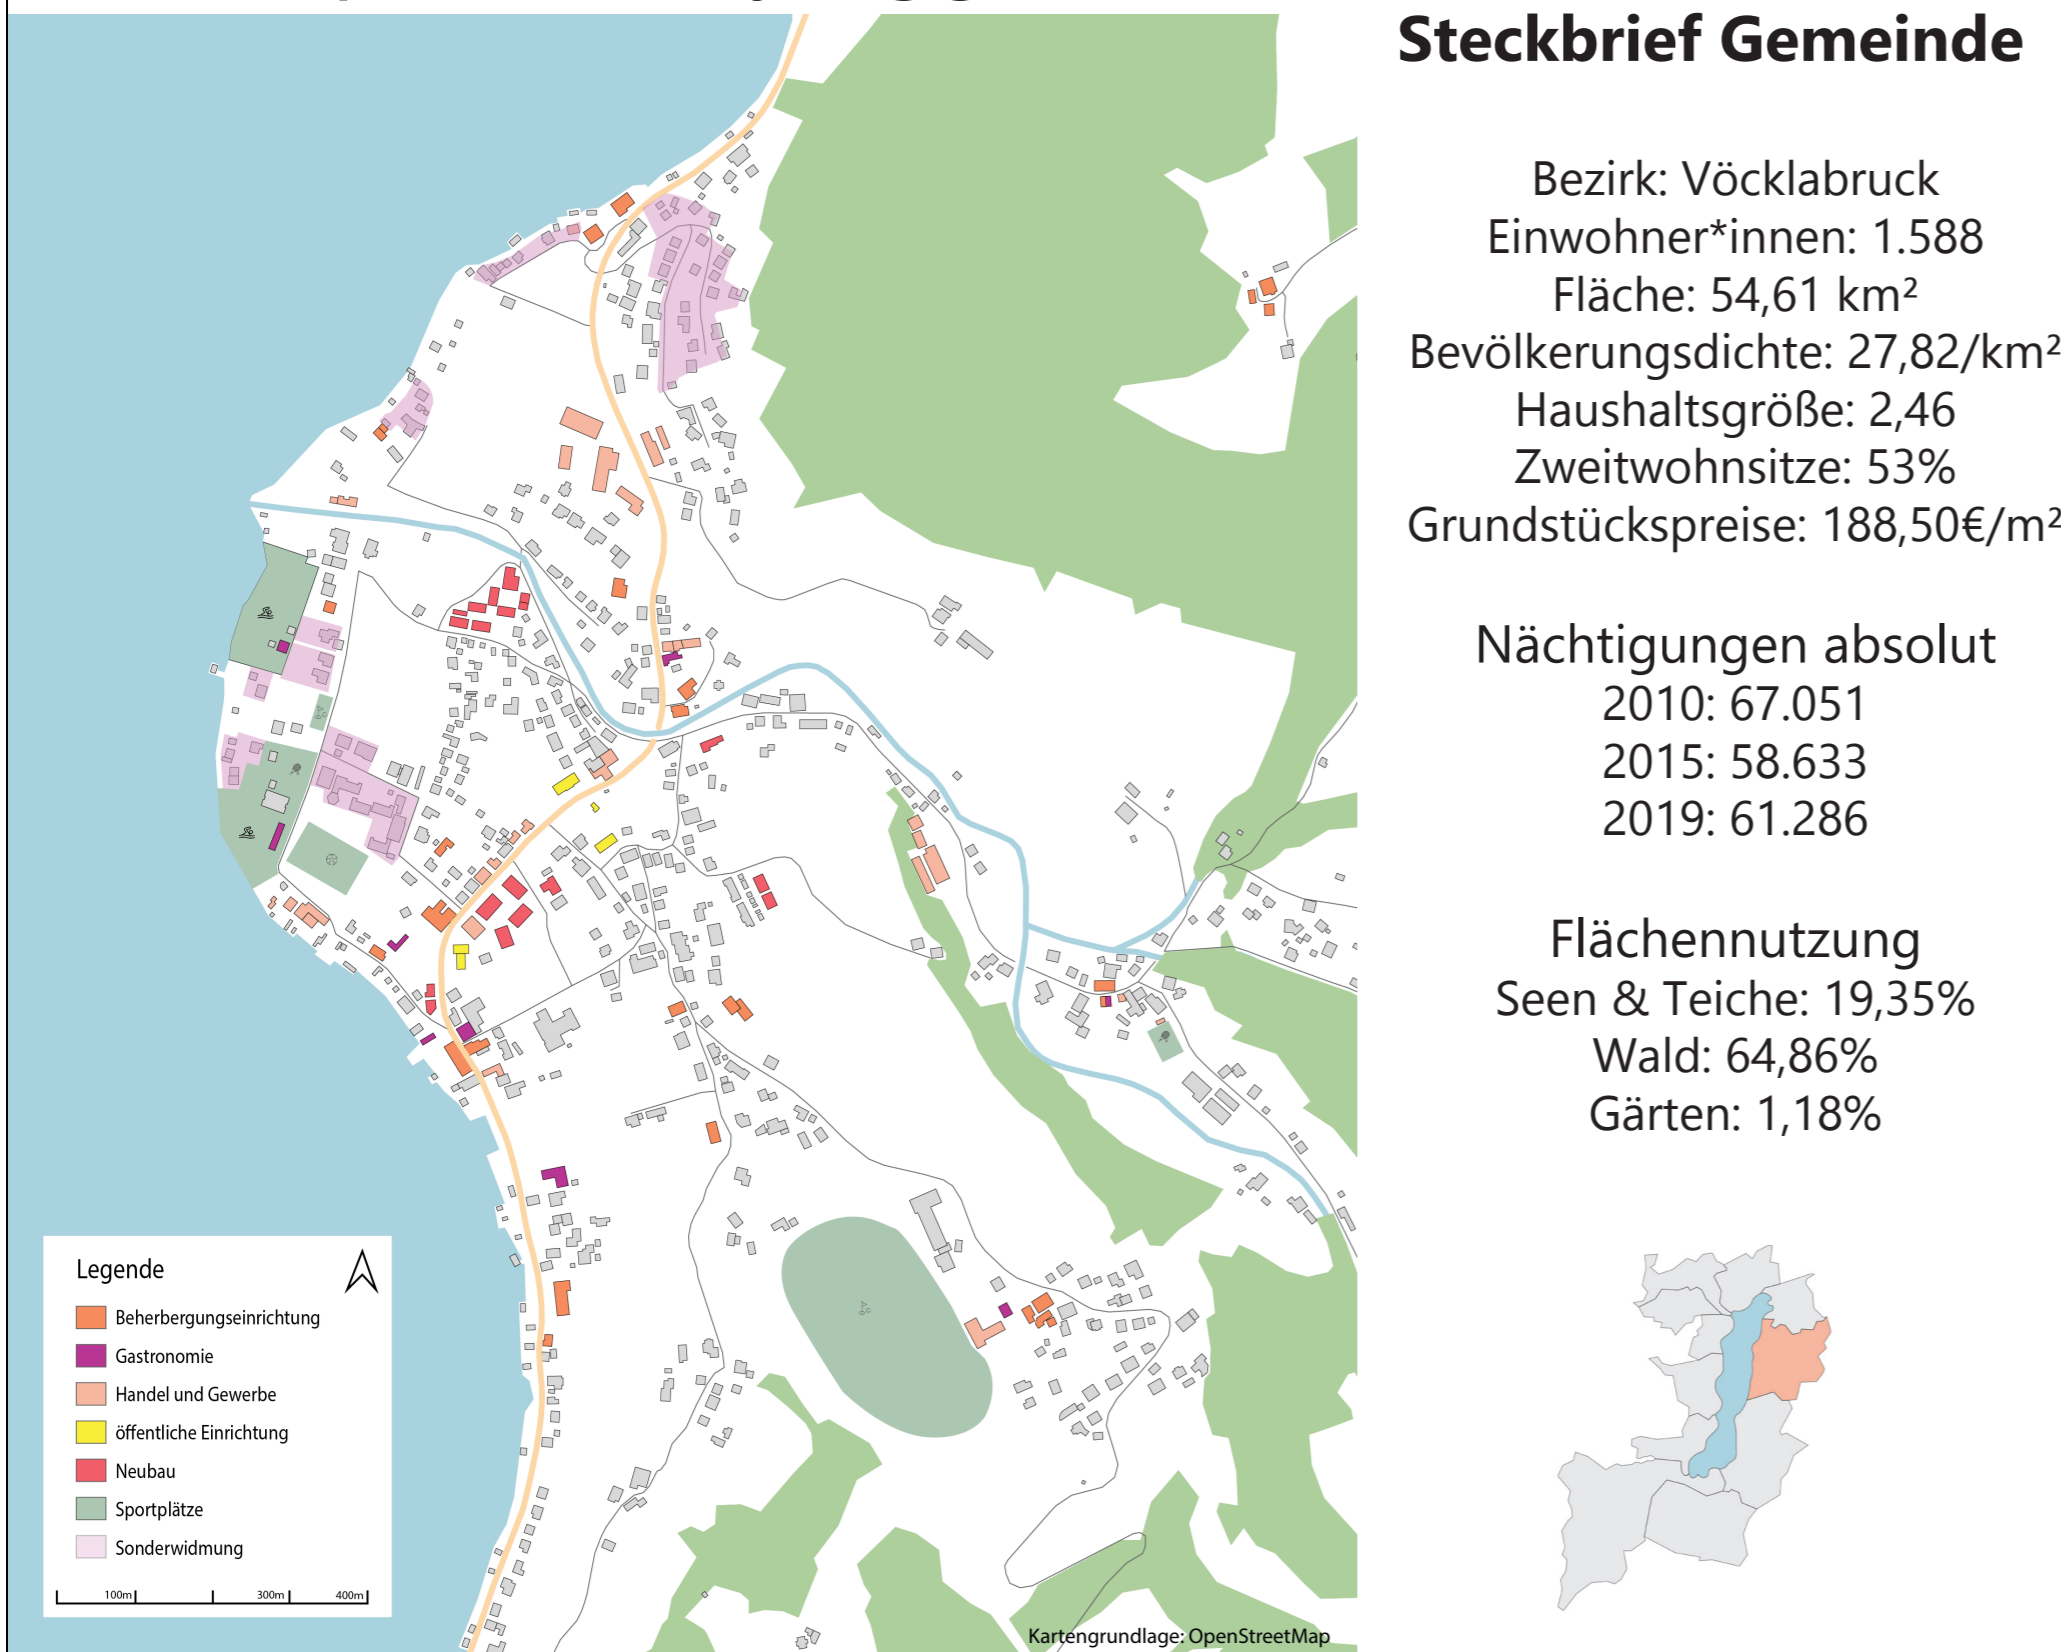 Steckbrief Gemeinde
Bezirk: Vöcklabruck
Einwohner*innen: 1.588
Fläche: 54,61 km²
Bevölkerungsdichte: 27,82/km²
Haushaltsgröße: 2,46
Zweitwohnsitze: 53%
Grundstückspreise: 188,50€/m²
Nächtigungen absolut
2010: 67.051
2015: 58.633
2019: 61.286
Flächennutzung
Seen & Teiche: 19,35%
Wald: 64,86%
Gärten: 1,18%
Legende
Beherbergungseinrichtung
Gastronomie
Handel und Gewerbe
öffentliche Einrichtung
Neubau
Sportplätze
Sonderwidmung
100m 300m 400m
Kartengrundlage: OpenStreetMap